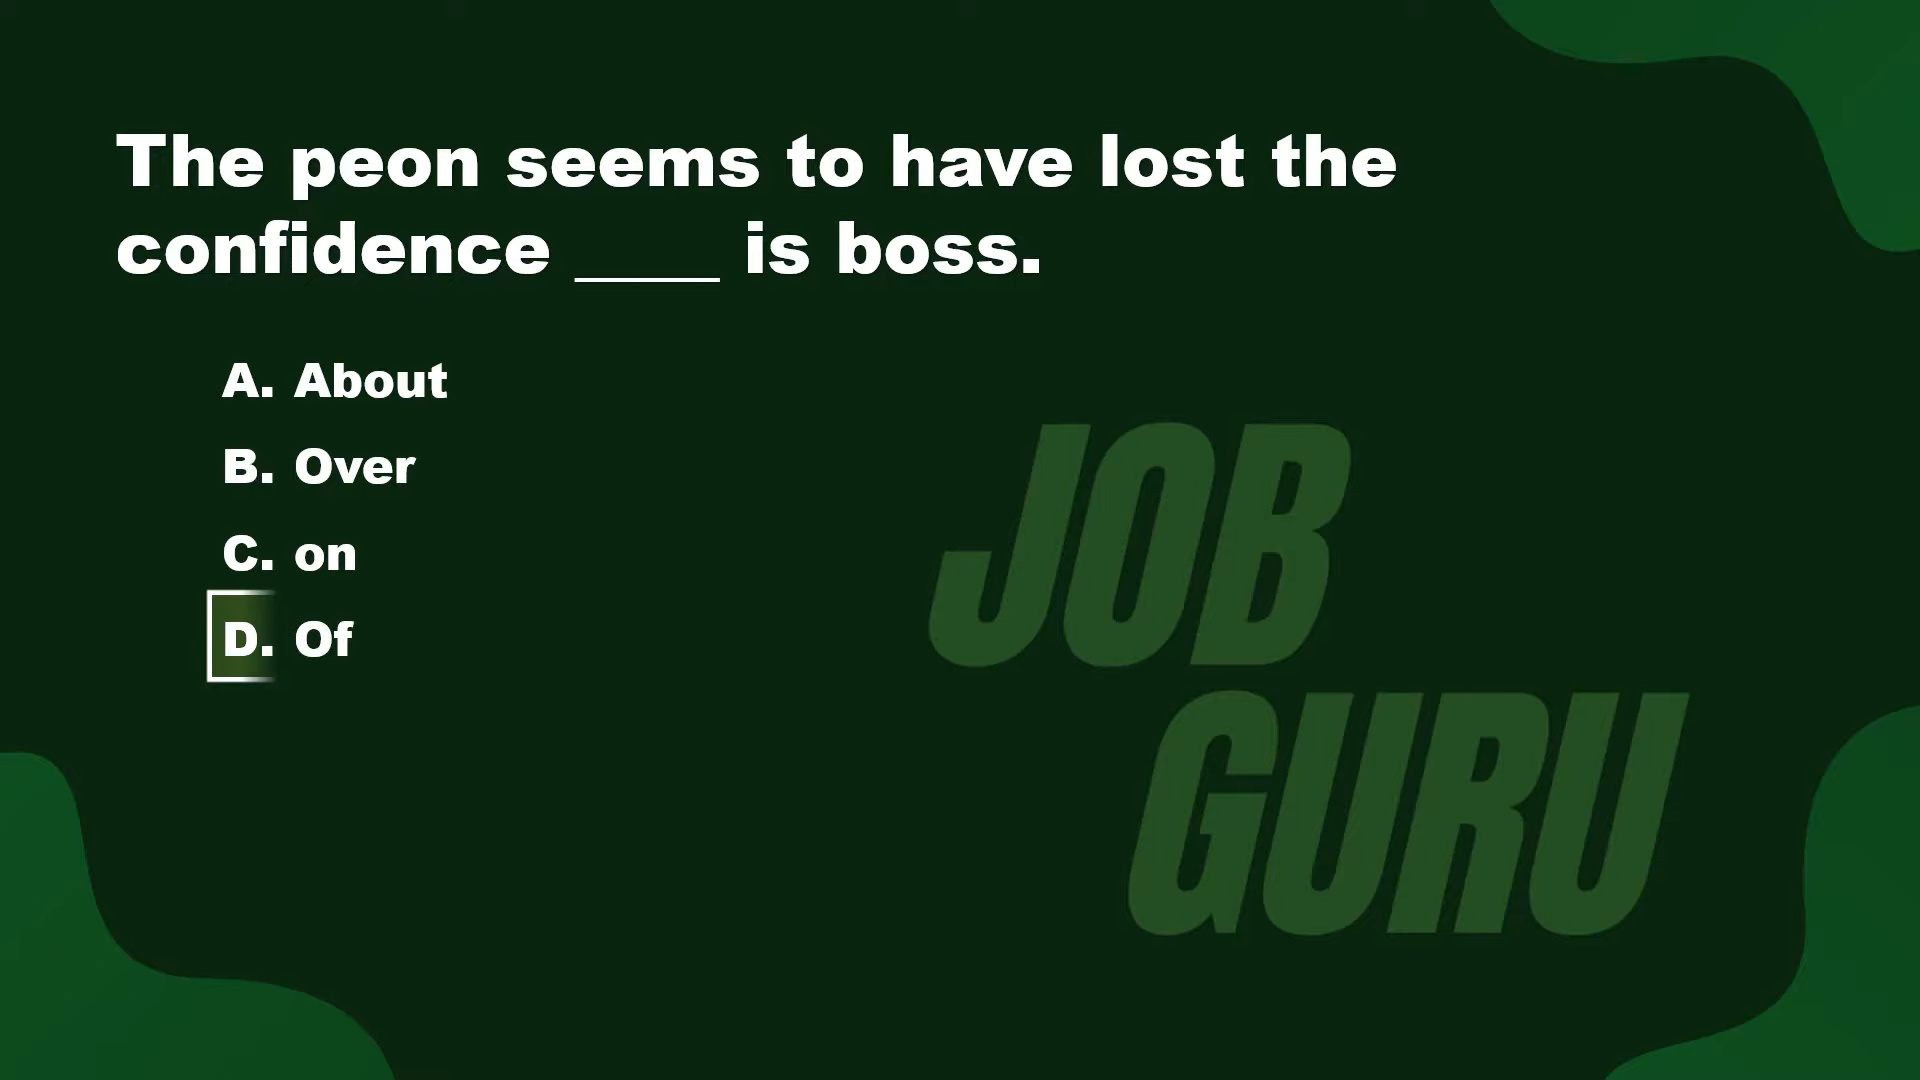 The peon seems to have lost the
confidence ____ is boss.
A. About
B. Over
C. on
D. Of
JOB
GURU